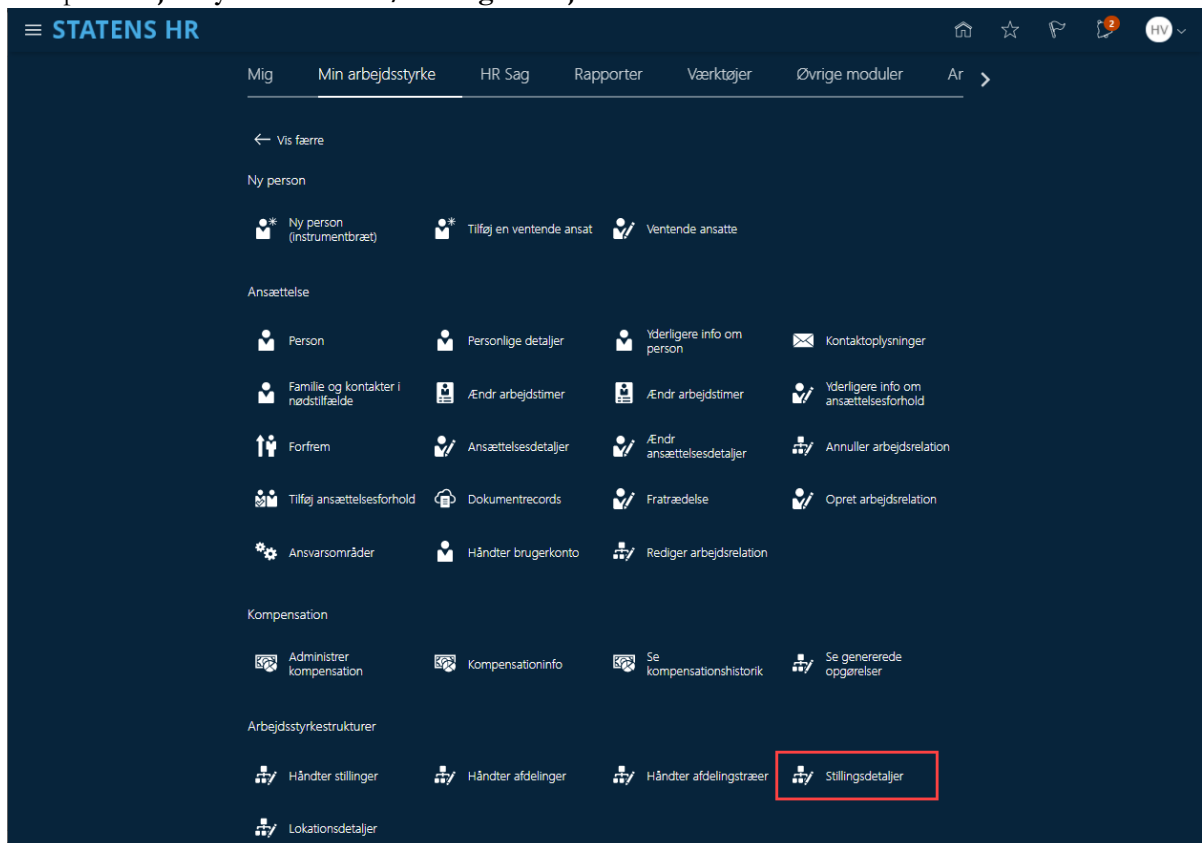 STATENS HR
2
HV
Mig Min arbejdsstyrke HR Sag Rapporter Værktøjer Øvrige moduler Ar
Vis færre
Ny person
Ny person
(instrumentbræt)
Tilføj en ventende ansat
Ventende ansatte
Ansættelse
Person
Personlige detaljer
Yderligere info om
person
Kontaktoplysninger
Familie og kontakter i
nødstilfælde
Ændr arbejdstimer
Ændr arbejdstimer
Yderligere info om
ansættelsesforhold
Forfrem
Ansættelsesdetaljer
Ændr
ansættelsesdetaljer
Annuller arbejdsrelation
Tilføj ansættelsesforhold
Dokumentrecords
Fratrædelse
Opret arbejdsrelation
Ansvarsområder
Håndter brugerkonto
Rediger arbejdsrelation
Kompensation
Administrer
kompensation
Kompensationinfo
Se
kompensationshistorik
Se genererede
opgørelser
Arbejdsstyrkestrukturer
Håndter stillinger
Håndter afdelinger
Håndter afdelingstræer
Stillingsdetaljer
Lokationsdetaljer